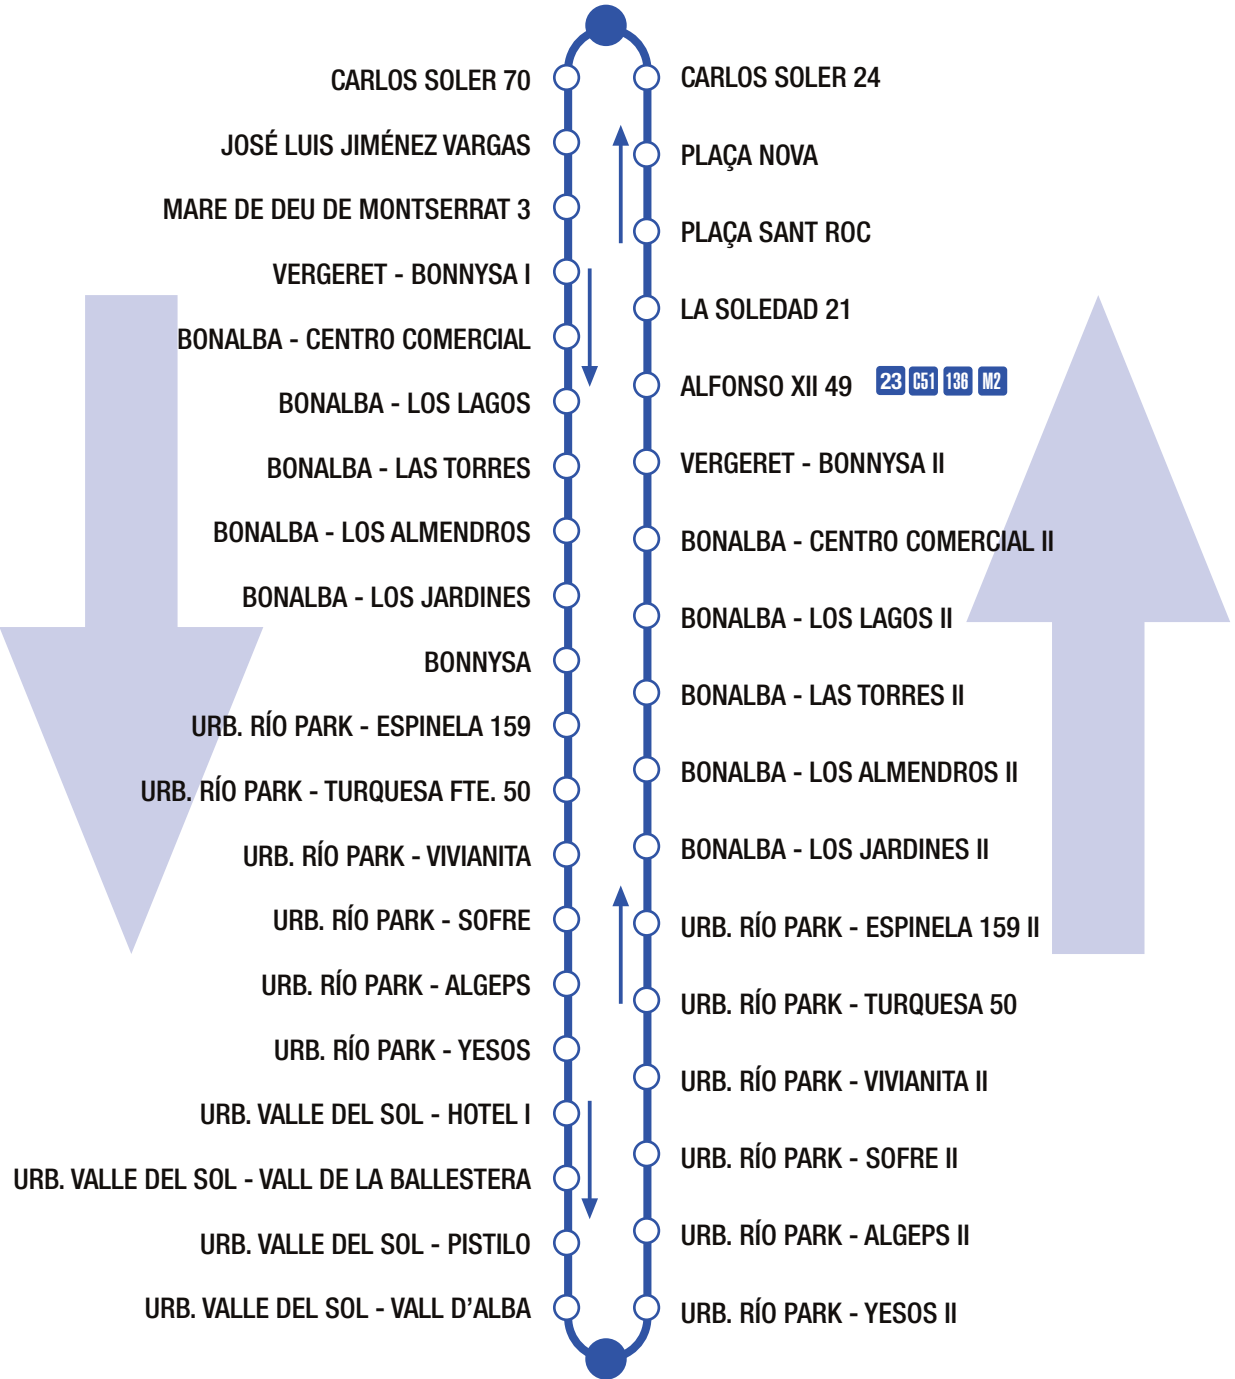 CARLOS SOLER 70
JOSÉ LUIS JIMÉNEZ VARGAS
MARE DE DEU DE MONTSERRAT 3
VERGERET - BONNYSA I
BONALBA - CENTRO COMERCIAL
BONALBA - LOS LAGOS
BONALBA - LAS TORRES
BONALBA - LOS ALMENDROS
BONALBA - LOS JARDINES
BONNYSA
URB. RÍO PARK - ESPINELA 159
URB. RÍO PARK - TURQUESA FTE. 50
URB. RÍO PARK - VIVIANITA
URB. RÍO PARK - SOFRE
URB. RÍO PARK - ALGEPS
URB. RÍO PARK - YESOS
URB. VALLE DEL SOL - HOTEL I
URB. VALLE DEL SOL - VALL DE LA BALLESTERA
URB. VALLE DEL SOL - PISTILO
URB. VALLE DEL SOL - VALL D’ALBA
CARLOS SOLER 24
PLAÇA NOVA
PLAÇA SANT ROC
LA SOLEDAD 21
ALFONSO XII 49 23 C51 136 M2
VERGERET - BONNYSA II
BONALBA - CENTRO COMERCIAL II
BONALBA - LOS LAGOS II
BONALBA - LAS TORRES II
BONALBA - LOS ALMENDROS II
BONALBA - LOS JARDINES II
URB. RÍO PARK - ESPINELA 159 II
URB. RÍO PARK - TURQUESA 50
URB. RÍO PARK - VIVIANITA II
URB. RÍO PARK - SOFRE II
URB. RÍO PARK - ALGEPS II
URB. RÍO PARK - YESOS II